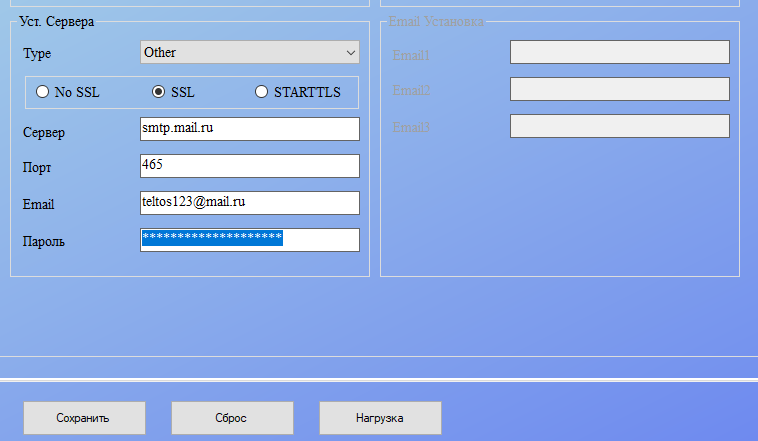 Уст. Сервера
Type Other
No SSL SSL STARTTLS
Сервер smtp.mail.ru
Порт 465
Email teltos123@mail.ru
Пароль ********************
Email Установка
Email1
Email2
Email3
Сохранить Сброс Нагрузка